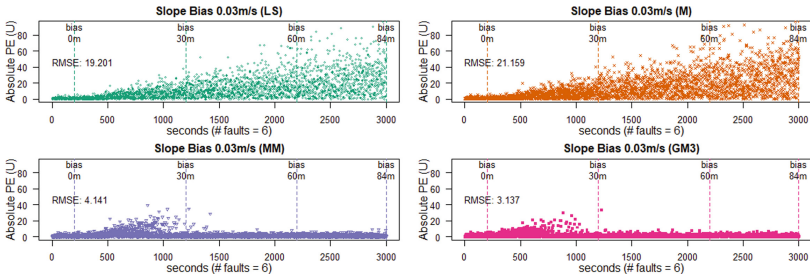 Slope Bias 0.03m/s (LS)
Absolute PE (U)
0 20 40 60 80
bias
0m
bias
30m
bias
60m
bias
84m
RMSE: 19.201
0 500 1000 1500 2000 2500 3000
seconds (# faults = 6)
Slope Bias 0.03m/s (M)
Absolute PE (U)
0 20 40 60 80
bias
0m
bias
30m
bias
60m
bias
84m
RMSE: 21.159
0 500 1000 1500 2000 2500 3000
seconds (# faults = 6)
Slope Bias 0.03m/s (MM)
Absolute PE (U)
0 20 40 60 80
bias
0m
bias
30m
bias
60m
bias
84m
RMSE: 4.141
0 500 1000 1500 2000 2500 3000
seconds (# faults = 6)
Slope Bias 0.03m/s (GM3)
Absolute PE (U)
0 20 40 60 80
bias
0m
bias
30m
bias
60m
bias
84m
RMSE: 3.137
0 500 1000 1500 2000 2500 3000
seconds (# faults = 6)